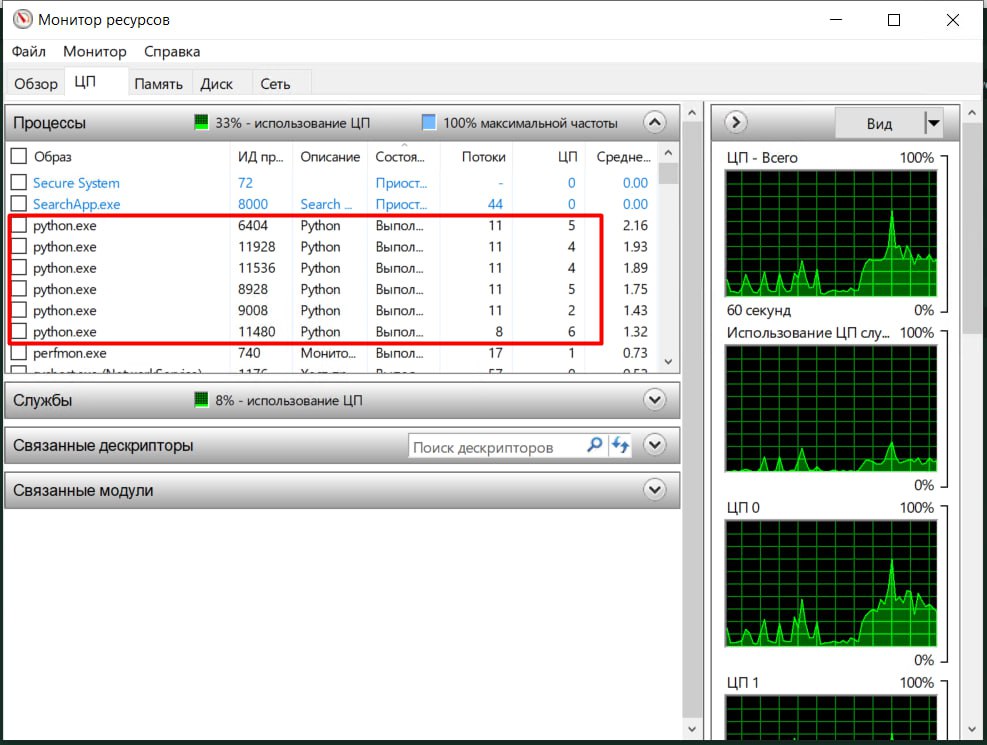 Монитор ресурсов
Файл Монитор Справка
Обзор ЦП Память Диск Сеть
Процессы 33% - использование ЦП 100% максимальной частоты
Образ ИД пр... Описание Состоя... Потоки ЦП Средне...
Secure System 72 Приост... - 0 0.00
SearchApp.exe 8000 Search ... Приост... 44 0 0.00
python.exe 6404 Python Выпол... 11 5 2.16
python.exe 11928 Python Выпол... 11 4 1.93
python.exe 11536 Python Выпол... 11 4 1.89
python.exe 8928 Python Выпол... 11 5 1.75
python.exe 9008 Python Выпол... 11 2 1.43
python.exe 11480 Python Выпол... 8 6 1.32
perfmon.exe 740 Монито... Выпол... 17 1 0.73
Службы 8% - использование ЦП
Связанные дескрипторы Поиск дескрипторов
Связанные модули
Вид
ЦП - Всего 100%
60 секунд 0%
Использование ЦП слу... 100%
0%
ЦП 0 100%
0%
ЦП 1 100%